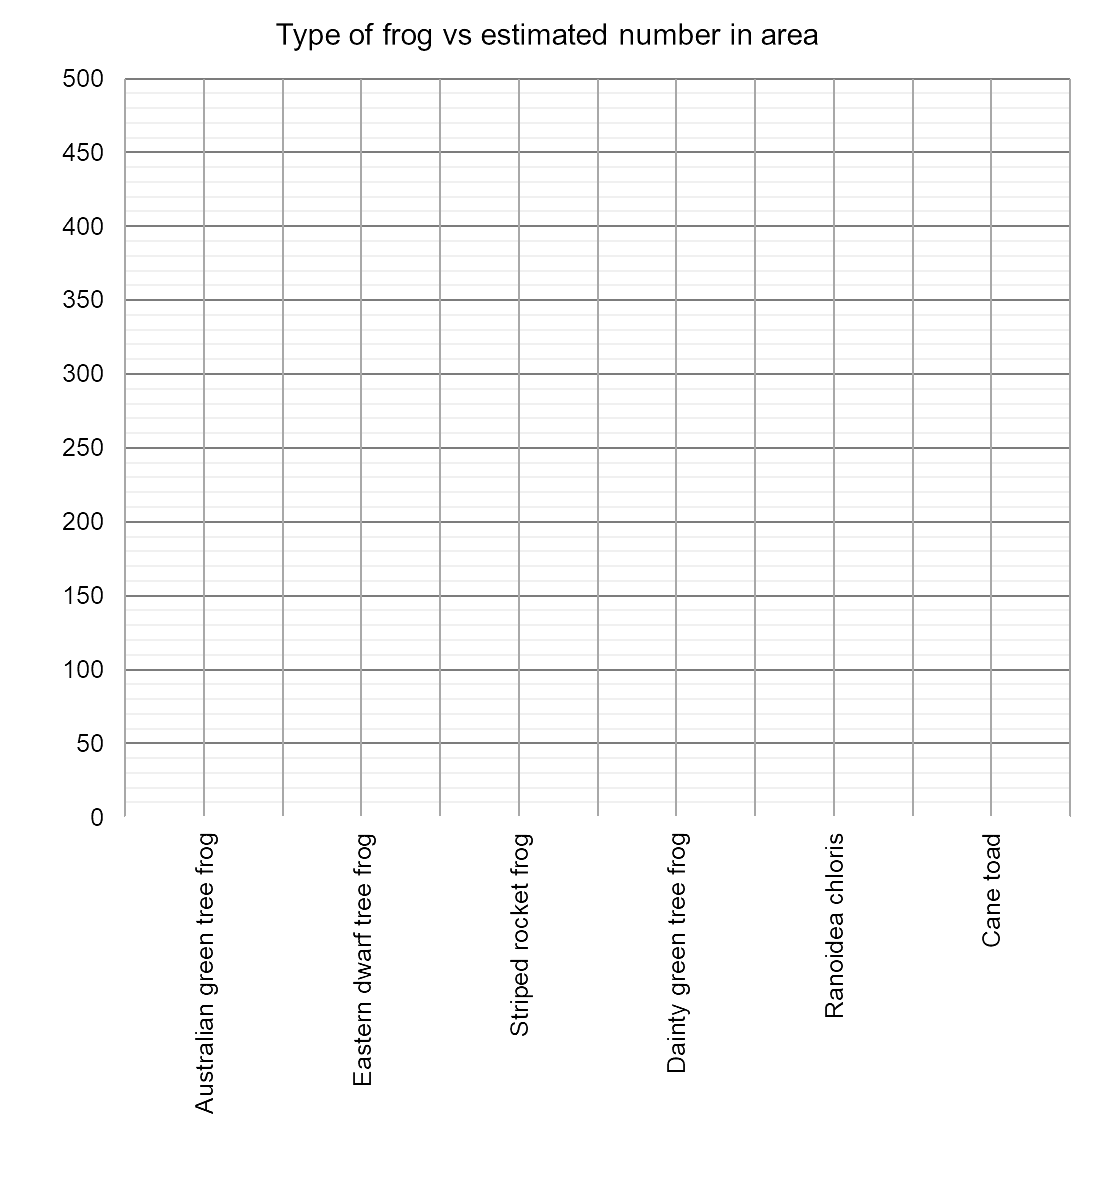 Type of frog vs estimated number in area
500
450
400
350
300
250
200
150
100
50
0
Australian green tree frog
Eastern dwarf tree frog
Striped rocket frog
Dainty green tree frog
Ranoidea chloris
Cane toad